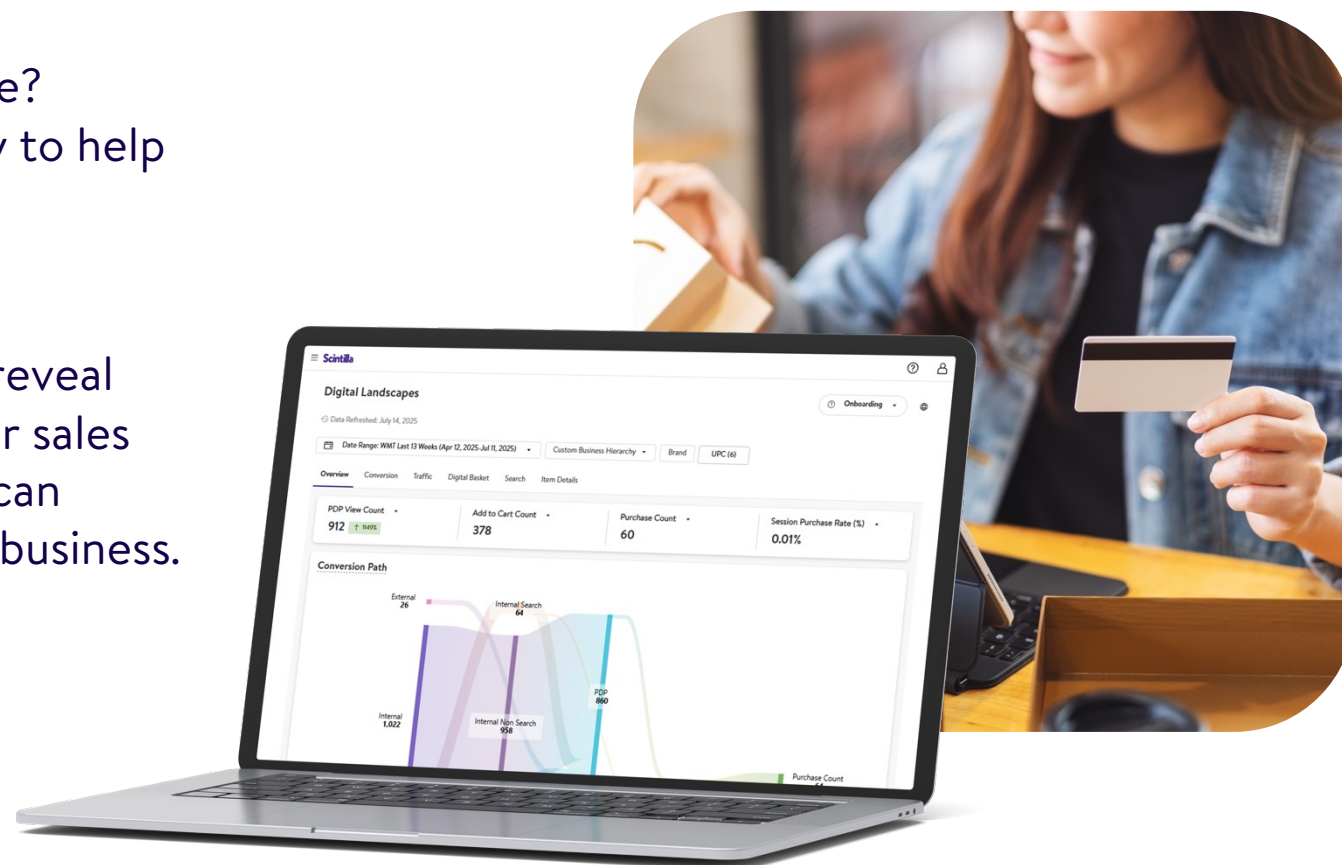 e?
y to help
reveal
r sales
can
business.
Scintilla
Digital Landscapes
Onboarding
Data Refreshed: July 14, 2025
Date Range: WMT Last 13 Weeks (Apr 12, 2025-Jul 11, 2025)
Custom Business Hierarchy
Brand
UPC (6)
Overview Conversion Traffic Digital Basket Search Item Details
PDP View Count
912
Add to Cart Count
378
Purchase Count
60
Session Purchase Rate (%)
0.01%
Conversion Path
External
26
Internal Search
64
PDP
860
Internal
1,022
Internal Non Search
958
Purchase Count